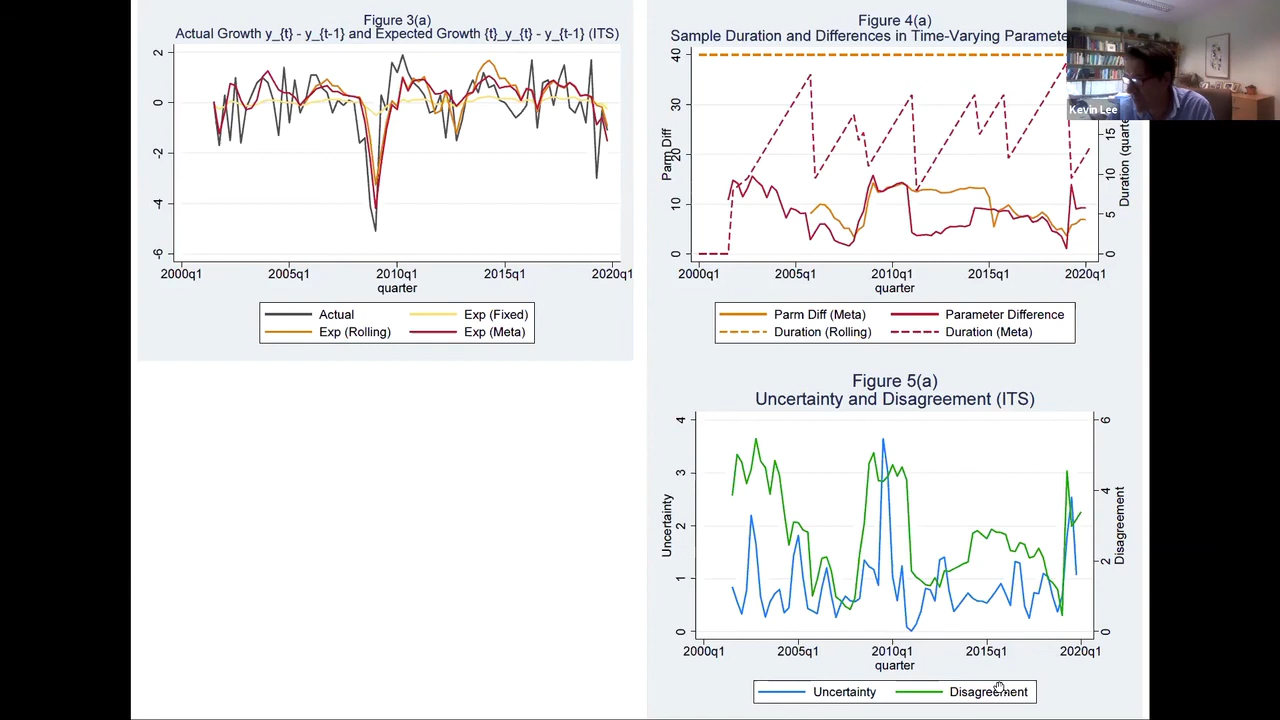 Figure 3(a)
Actual Growth y_{t} - y_{t-1} and Expected Growth {t}_y_{t} - y_{t-1} (ITS)
2
0
-2
-4
-6
2000q1 2005q1 2010q1 2015q1 2020q1
quarter
Actual Exp (Fixed)
Exp (Rolling) Exp (Meta)
Figure 4(a)
Sample Duration and Differences in Time-Varying Paramete
Kevin Lee
Parm Diff
40
30
20
10
0
15
10
5
0
Duration (quarte
2000q1 2005q1 2010q1 2015q1 2020q1
quarter
Parm Diff (Meta) Parameter Difference
Duration (Rolling) Duration (Meta)
Figure 5(a)
Uncertainty and Disagreement (ITS)
Uncertainty
4
3
2
1
0
6
4
2
0
Disagreement
2000q1 2005q1 2010q1 2015q1 2020q1
quarter
Uncertainty Disagreement